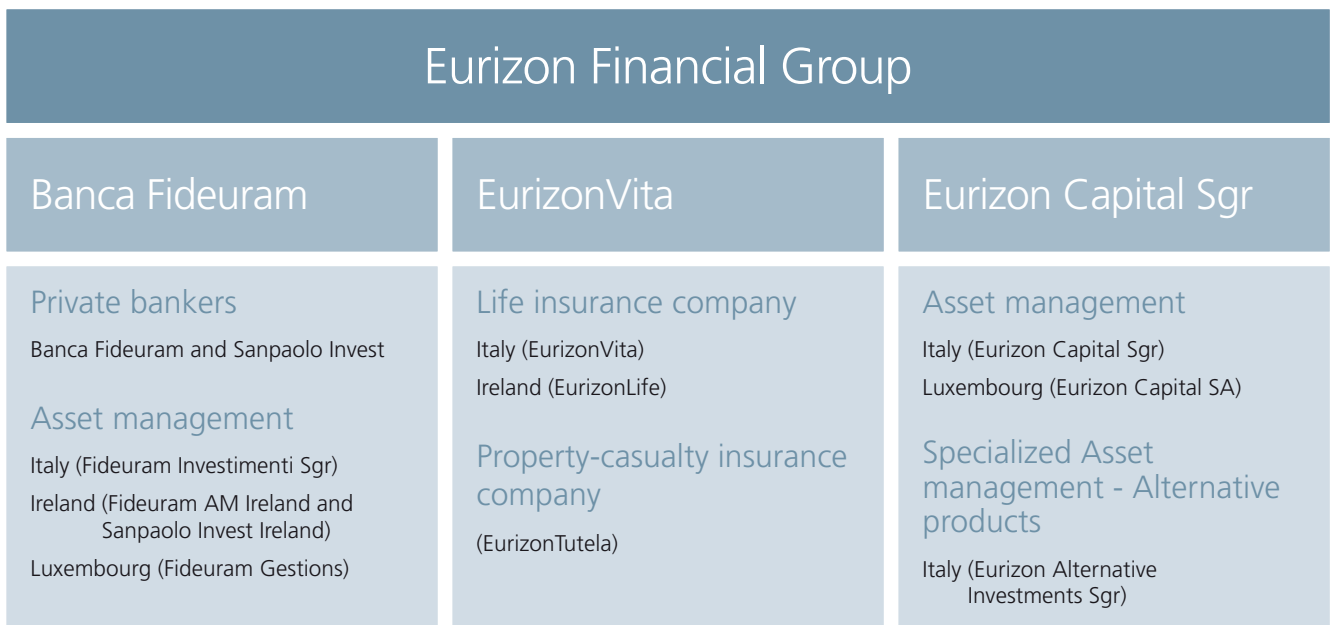 Eurizon Financial Group
Banca Fideuram
Private bankers
Banca Fideuram and Sanpaolo Invest
Asset management
Italy (Fideuram Investimenti Sgr)
Ireland (Fideuram AM Ireland and
Sanpaolo Invest Ireland)
Luxembourg (Fideuram Gestions)
EurizonVita
Life insurance company
Italy (EurizonVita)
Ireland (EurizonLife)
Property-casualty insurance
company
(EurizonTutela)
Eurizon Capital Sgr
Asset management
Italy (Eurizon Capital Sgr)
Luxembourg (Eurizon Capital SA)
Specialized Asset
management - Alternative
products
Italy (Eurizon Alternative
Investments Sgr)